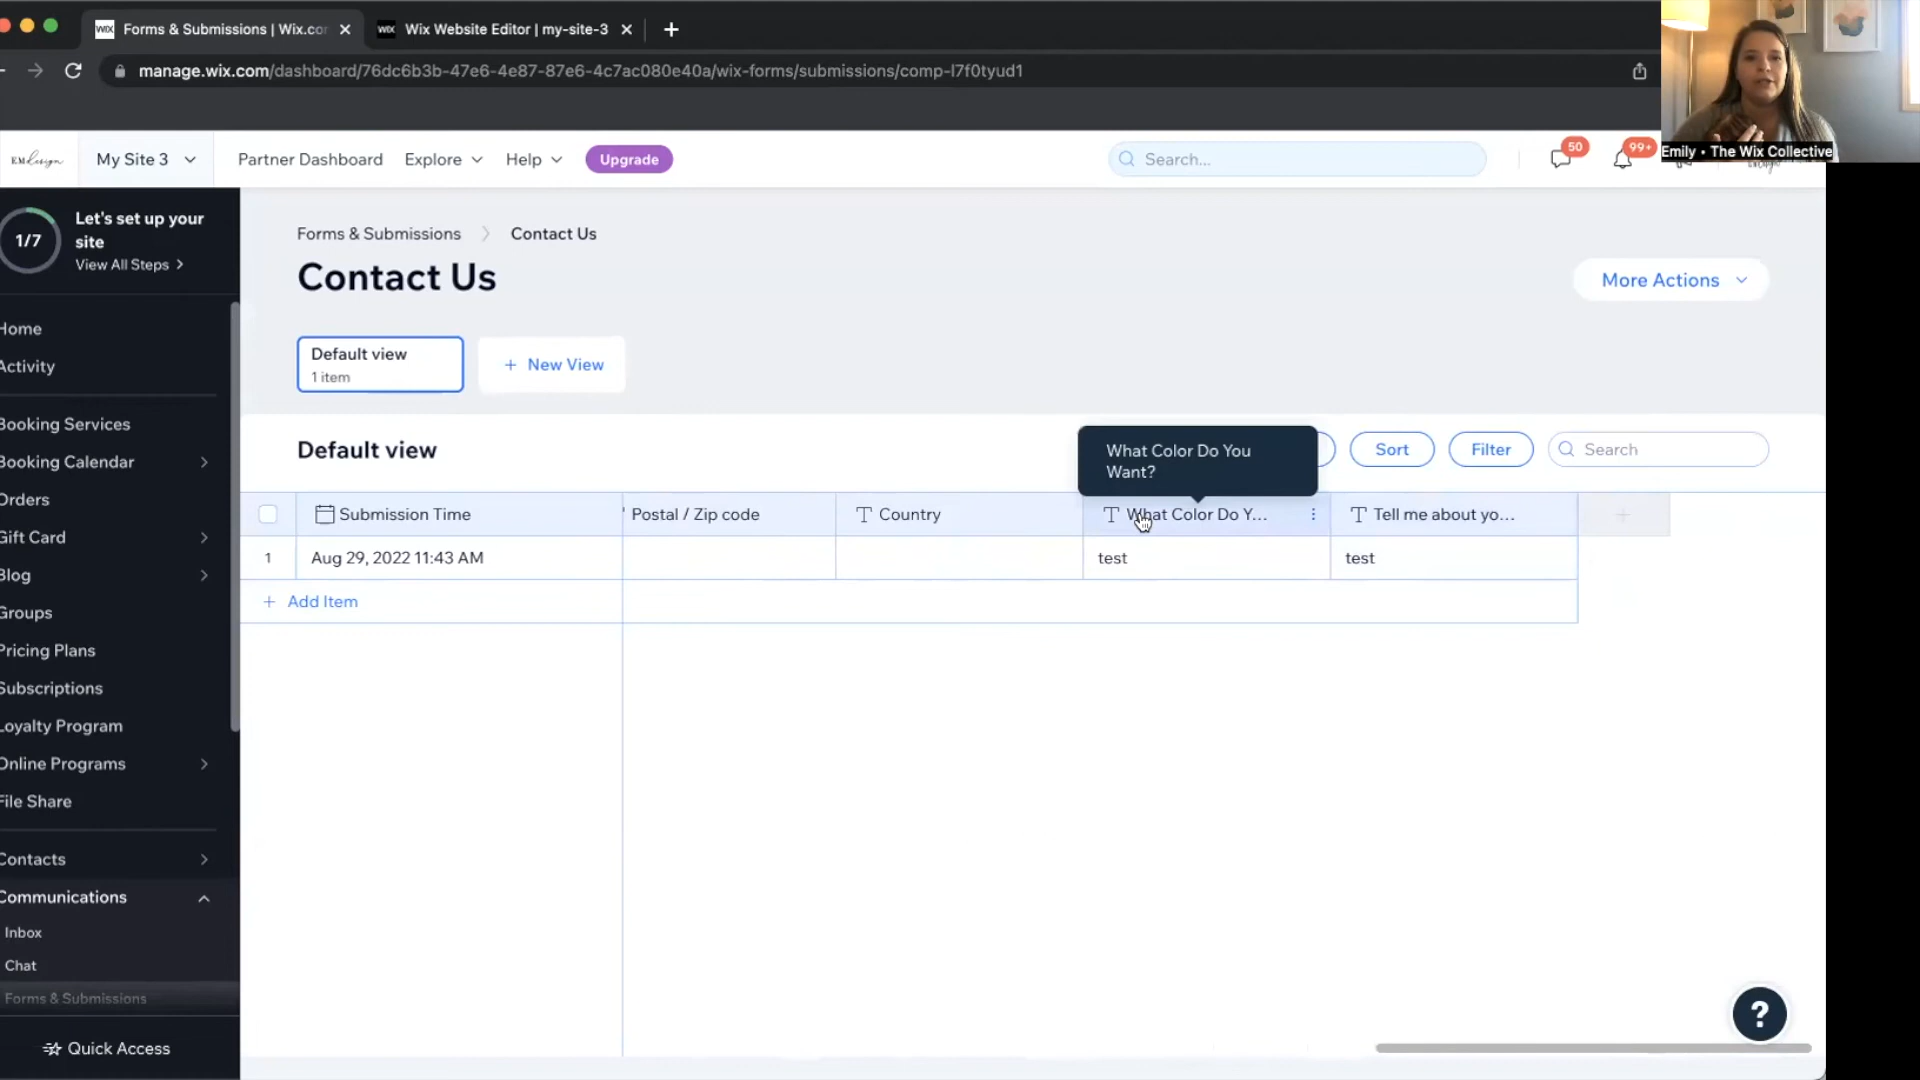 Forms & Submissions | Wix.co
Wix Website Editor | my-site-3
manage.wix.com/dashboard/76dc6b3b-47e6-4e87-87e6-4c7ac080e40a/wix-forms/submissions/comp-l7f0tyud1
Emily • The Wix Collective
EMdesign
My Site 3
Partner Dashboard
Explore
Help
Upgrade
Search...
50
99+
1/7
Let's set up your
site
View All Steps
Home
Activity
Booking Services
Booking Calendar
Orders
Gift Card
Blog
Groups
Pricing Plans
Subscriptions
Loyalty Program
Online Programs
File Share
Contacts
Communications
Inbox
Chat
Forms & Submissions
Quick Access
Forms & Submissions > Contact Us
Contact Us
More Actions
Default view
1 item
+ New View
Default view
What Color Do You
Want?
Sort
Filter
Search
Submission Time
Postal / Zip code
Country
What Color Do Y...
Tell me about yo...
1
Aug 29, 2022 11:43 AM
test
test
+ Add Item
?